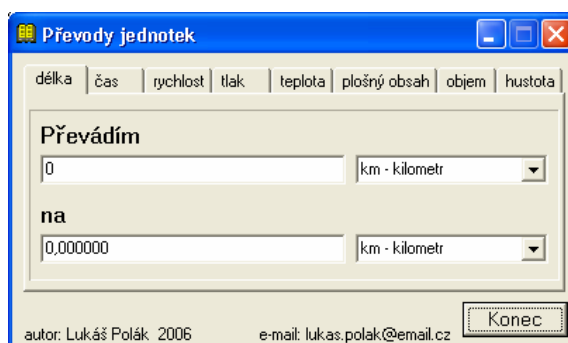 Převody jednotek
délka čas rychlost tlak teplota plošný obsah objem hustota
Převádím
0 km - kilometr
na
0,000000 km - kilometr
Konec
autor: Lukáš Polák 2006 e-mail: lukas.polak@email.cz